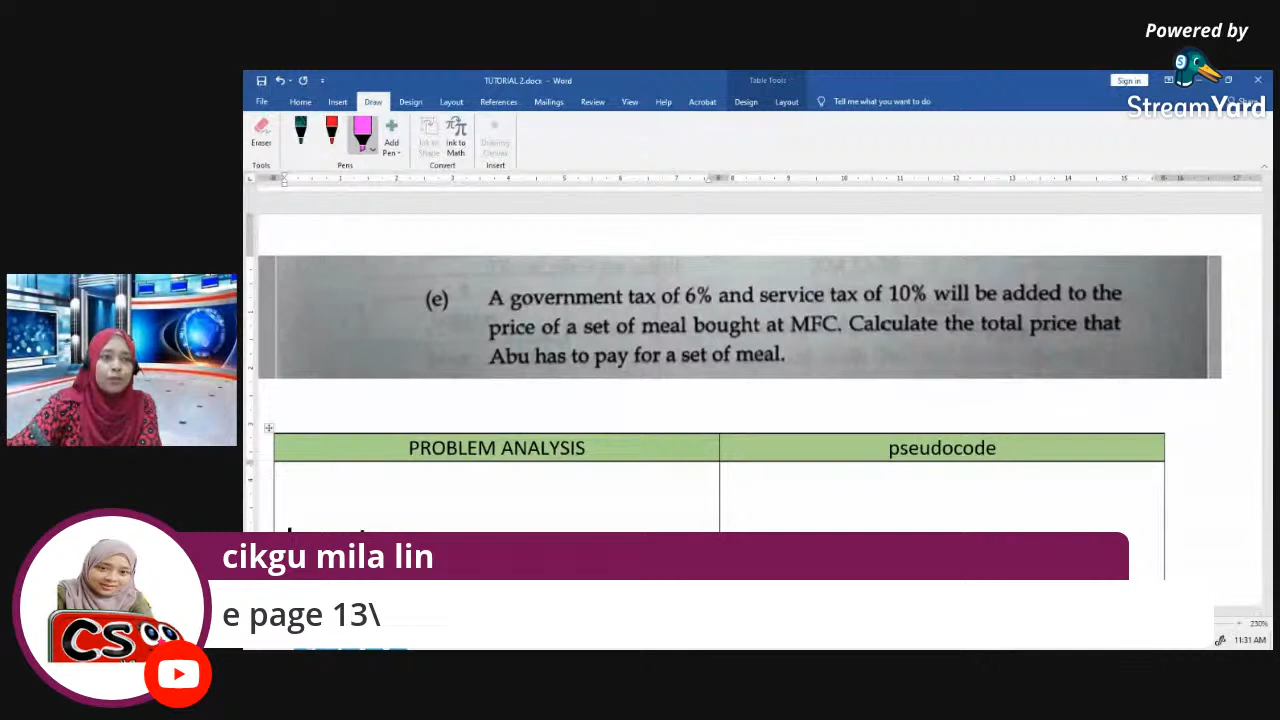 Powered by
StreamYard
TUTORIAL 2.docx - Word
Table Tools
Sign in
File Home Insert Draw Design Layout References Mailings Review View Help Acrobat Design Layout Tell me what you want to do
Eraser
Add
Pen
Ink to
Shape
Ink to
Math
Drawing
Canvas
Tools Pens Convert Insert
(e) A government tax of 6% and service tax of 10% will be added to the
price of a set of meal bought at MFC. Calculate the total price that
Abu has to pay for a set of meal.
PROBLEM ANALYSIS pseudocode
cikgu mila lin
e page 13\
CS
230%
11:31 AM